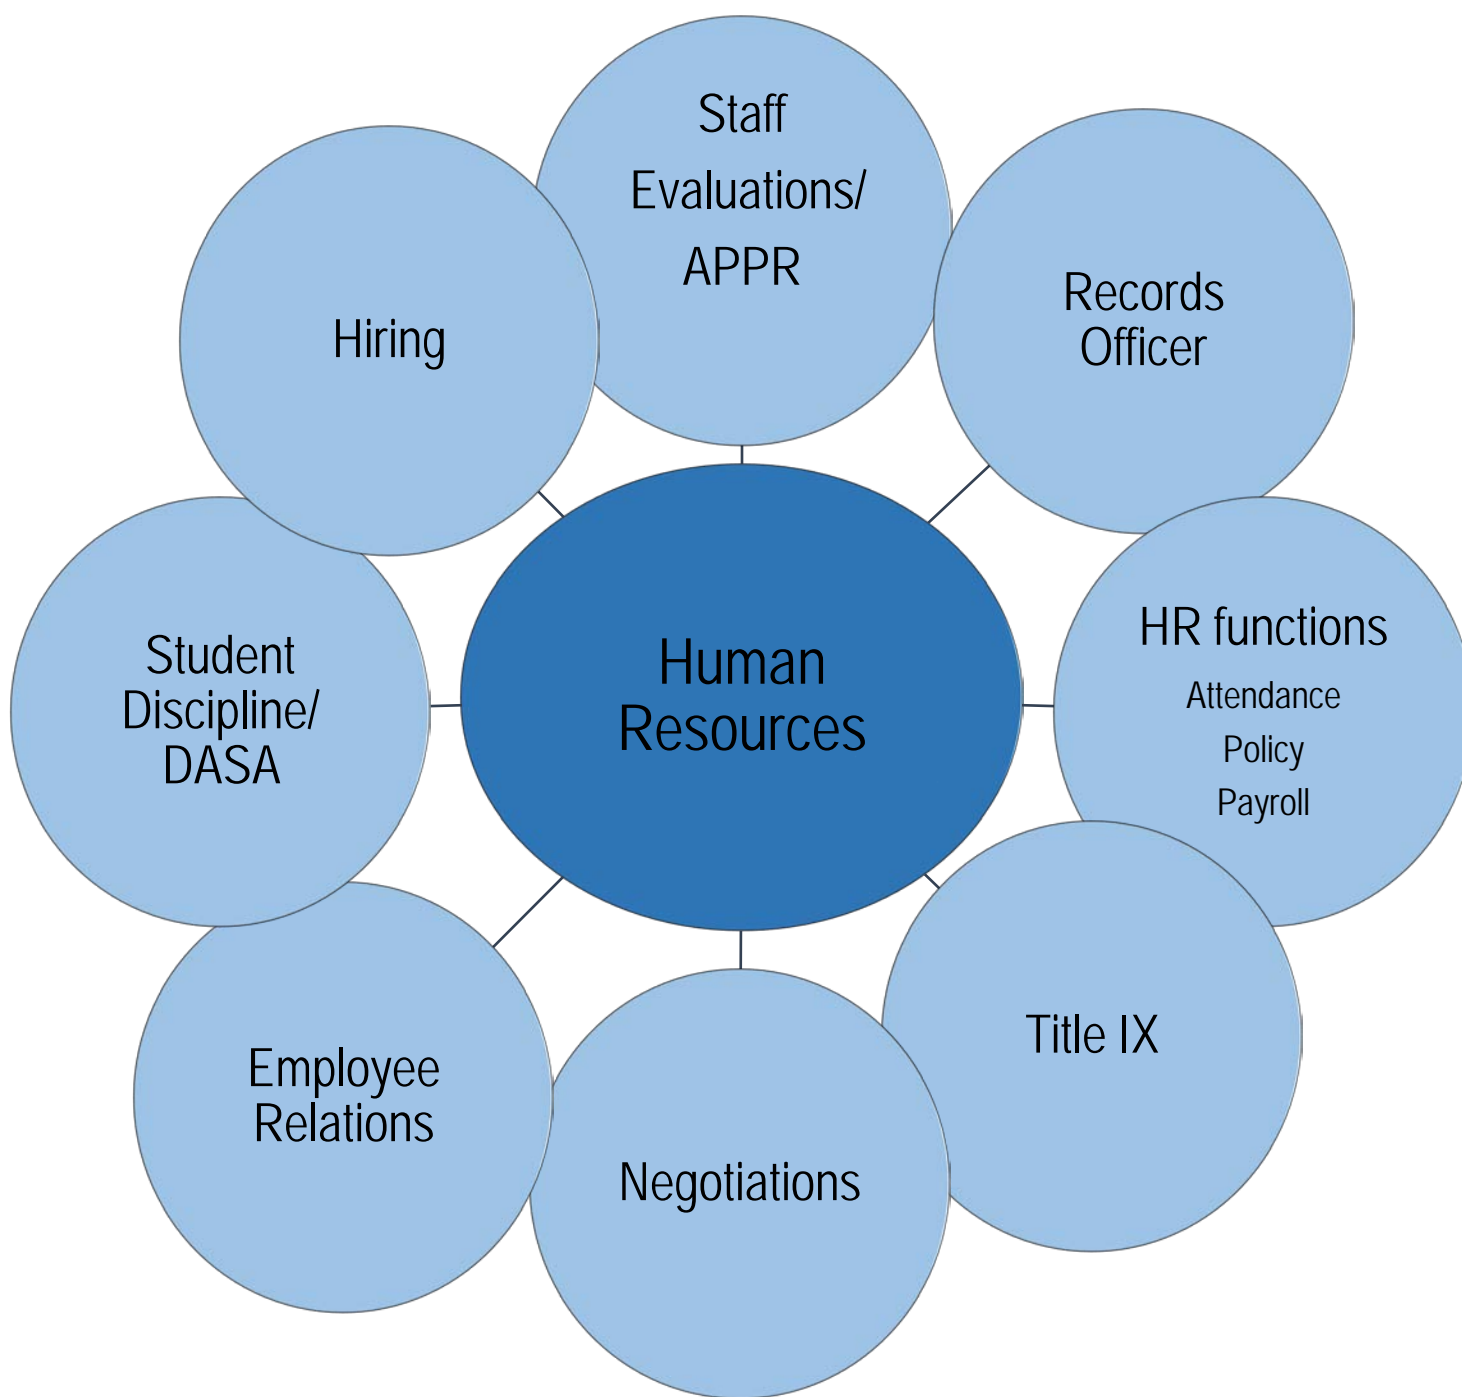 Staff
Evaluations/
APPR
Records
Officer
HR functions
Attendance
Policy
Payroll
Title IX
Negotiations
Employee
Relations
Student
Discipline/
DASA
Hiring
Human
Resources